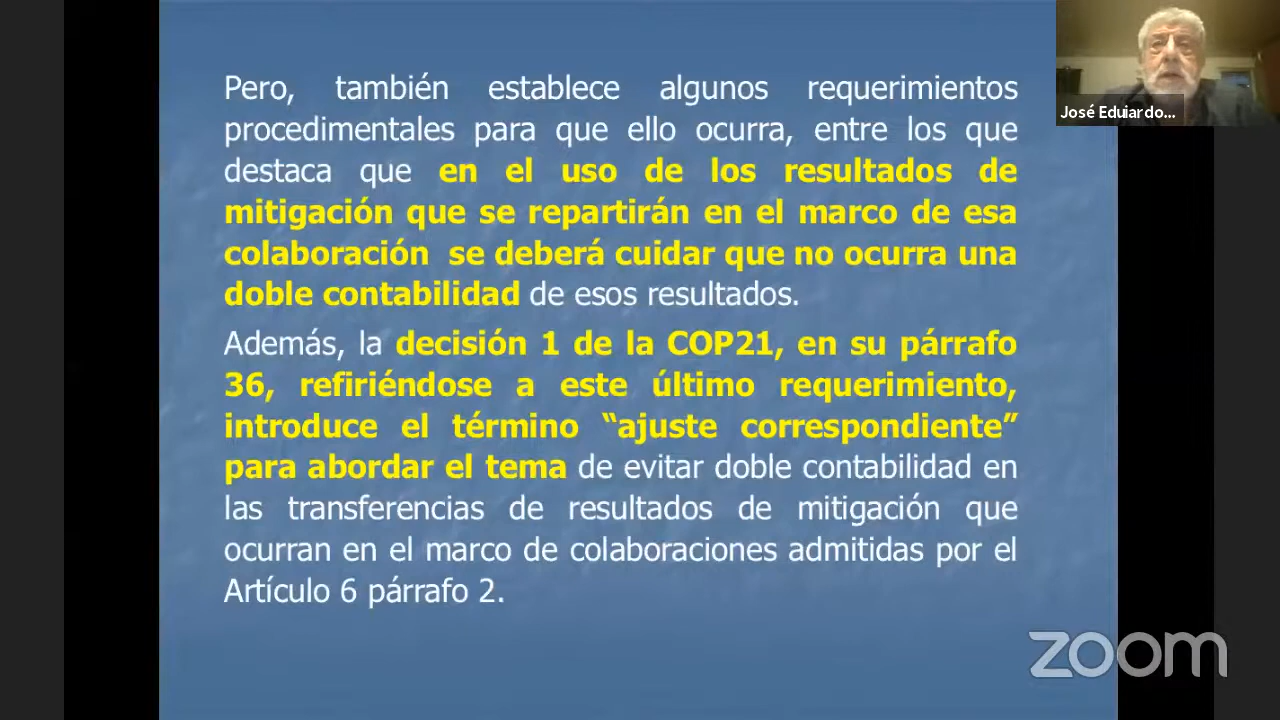 Pero, también establece algunos requerimientos
procedimentales para que ello ocurra, entre los que
destaca que en el uso de los resultados de
mitigación que se repartirán en el marco de esa
colaboración se deberá cuidar que no ocurra una
doble contabilidad de esos resultados.
Además, la decisión 1 de la COP21, en su párrafo
36, refiriéndose a este último requerimiento,
introduce el término “ajuste correspondiente”
para abordar el tema de evitar doble contabilidad en
las transferencias de resultados de mitigación que
ocurran en el marco de colaboraciones admitidas por el
Artículo 6 párrafo 2.
José Eduiardo...
zoom